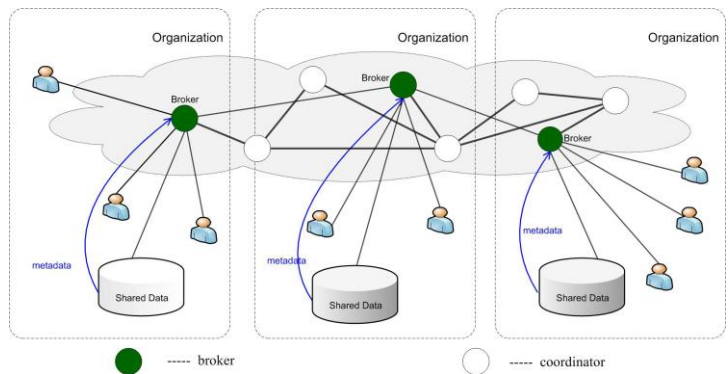 Organization
Organization
Organization
Broker
Broker
Broker
metadata
metadata
metadata
Shared Data
Shared Data
Shared Data
----- broker
---- coordinator